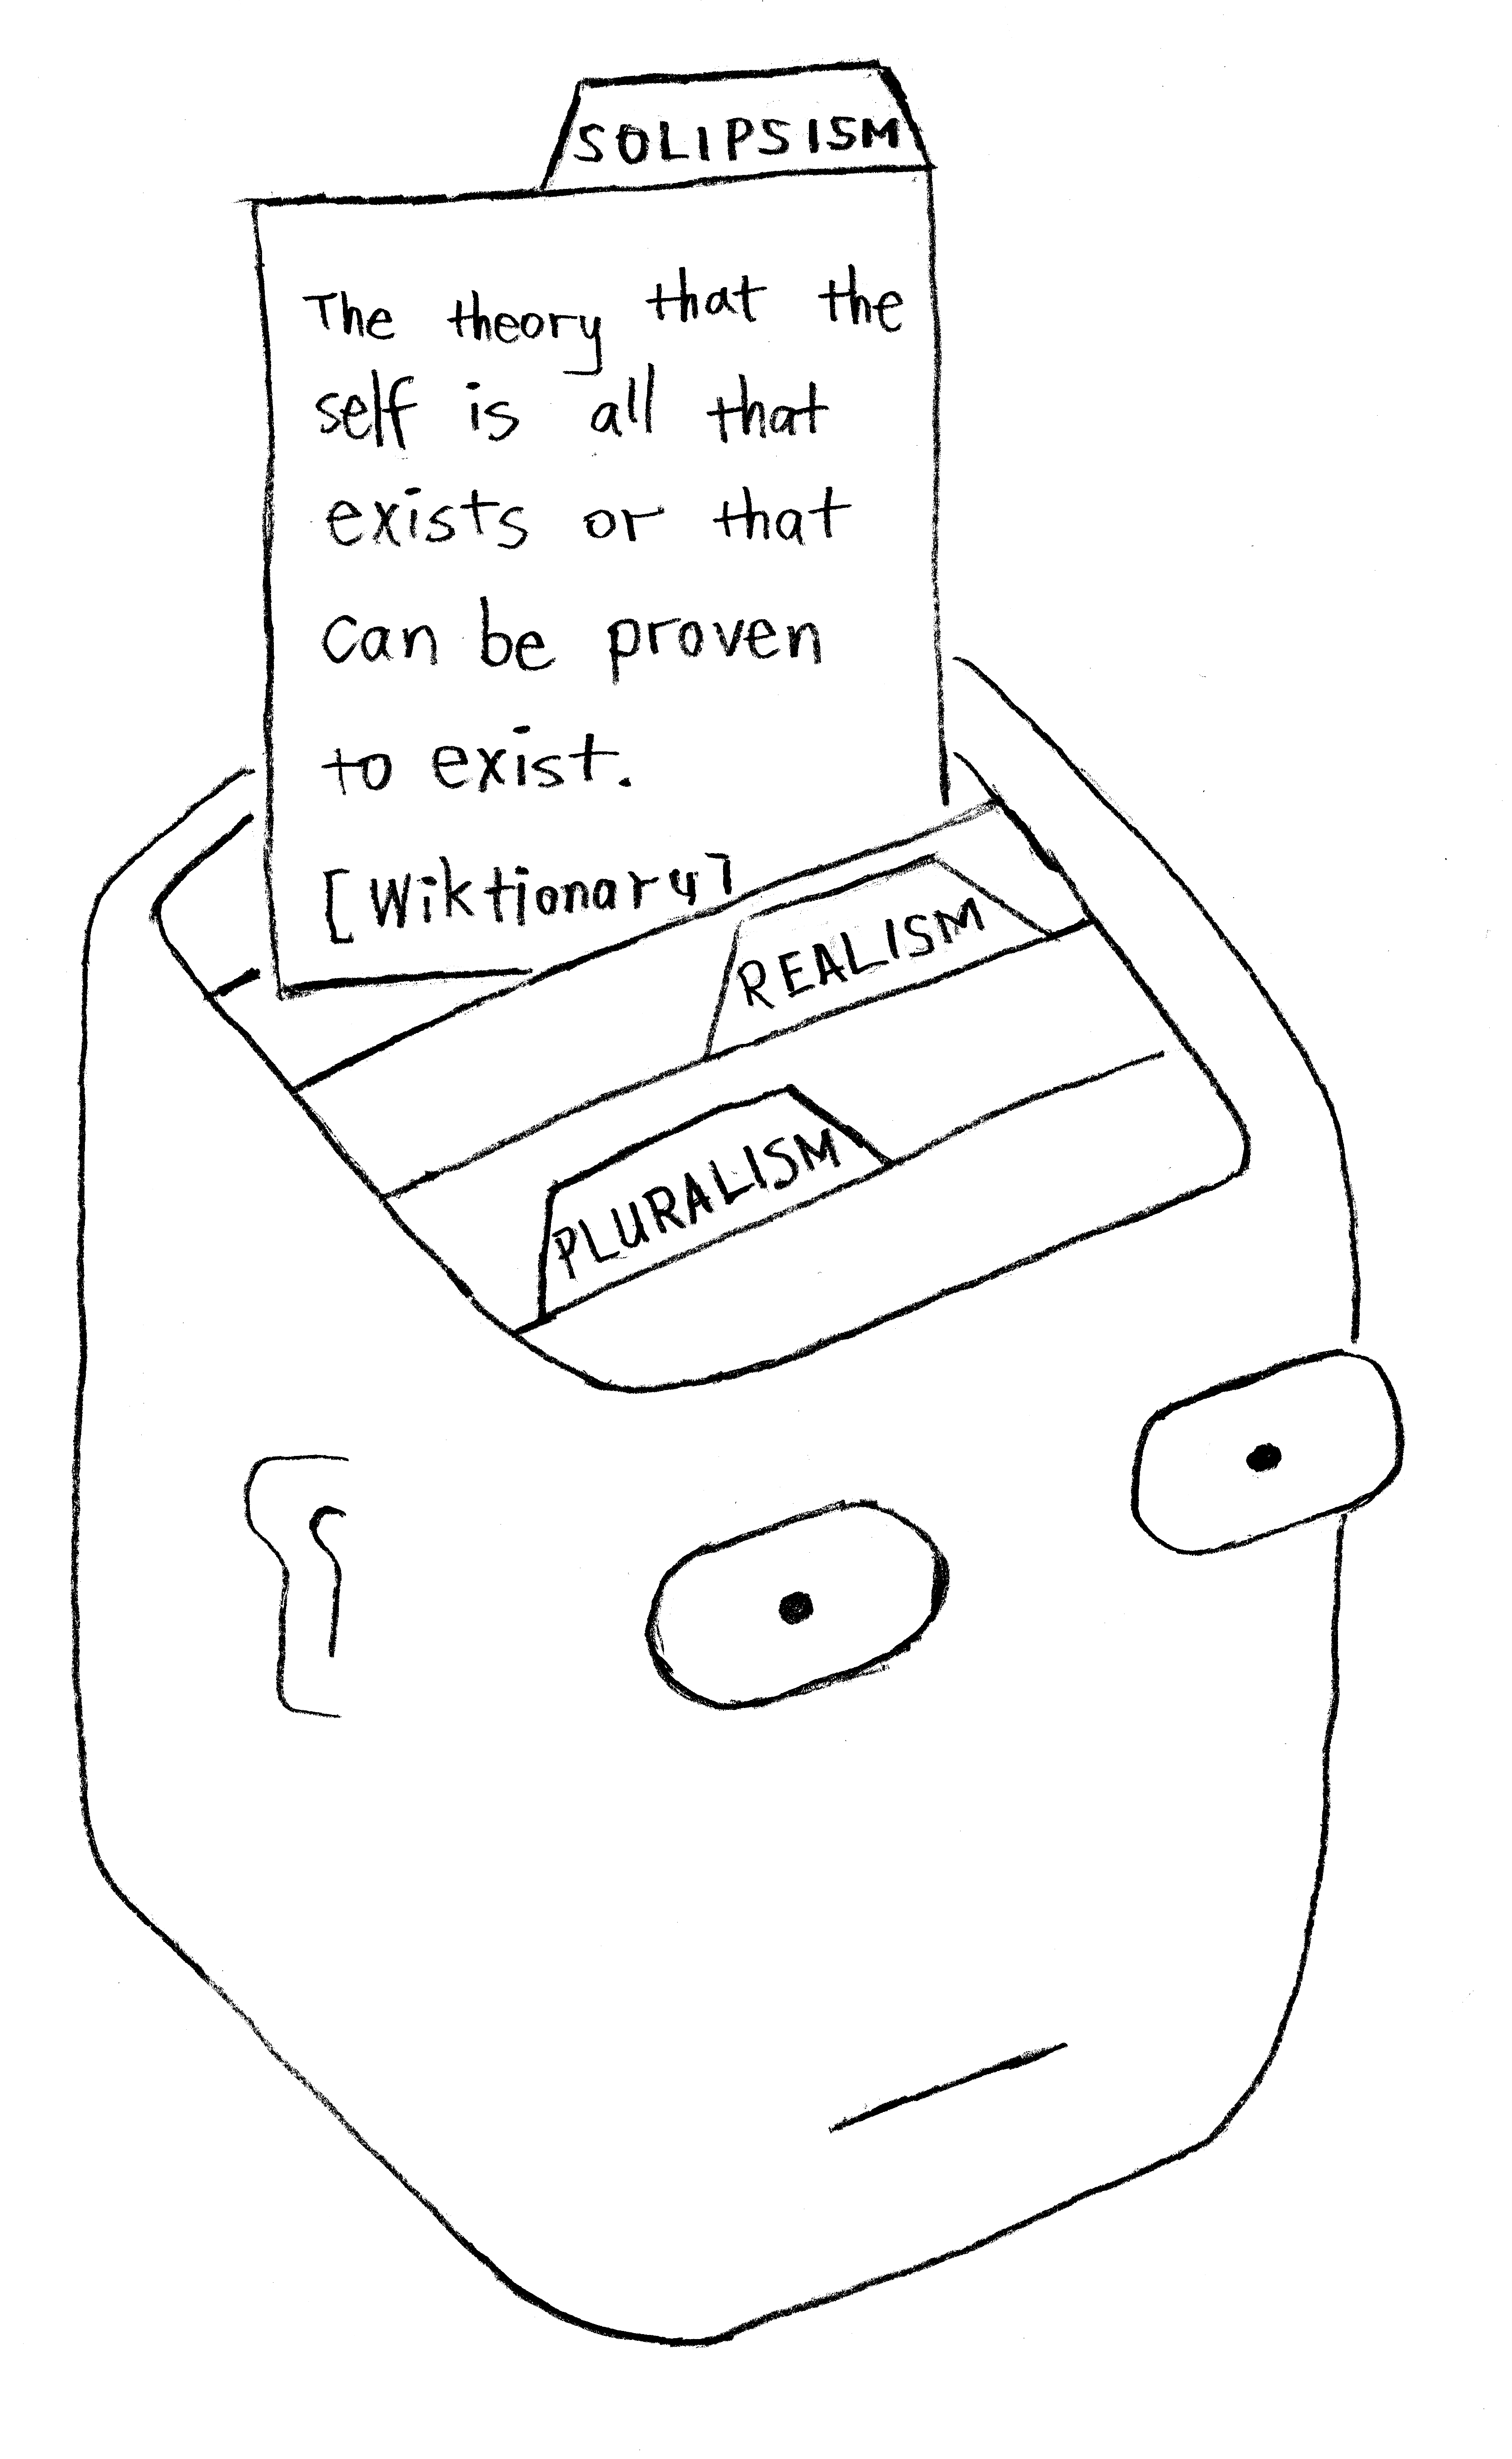 SOLIPSISM
The theory that the
self is all that
exists or that
can be proven
to exist.
[Wiktionary]
REALISM
PLURALISM